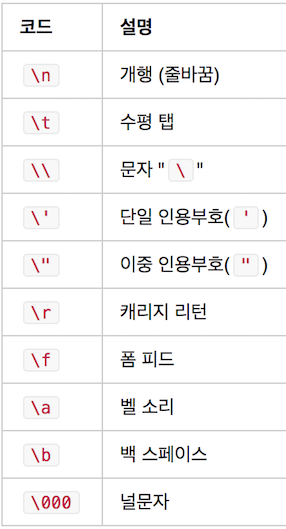 코드 설명
\n 개행 (줄바꿈)
\t 수평 탭
\\ 문자 "\"
\' 단일 인용부호(')
\" 이중 인용부호(")
\r 캐리지 리턴
\f 폼 피드
\a 벨 소리
\b 백 스페이스
\000 널문자